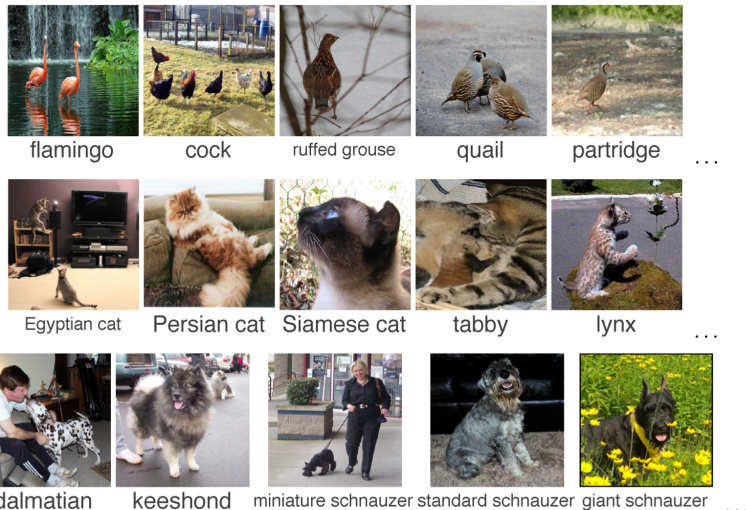 flamingo cock ruffed grouse quail partridge ...
Egyptian cat Persian cat Siamese cat tabby lynx ...
dalmatian keeshond miniature schnauzer standard schnauzer giant schnauzer ...